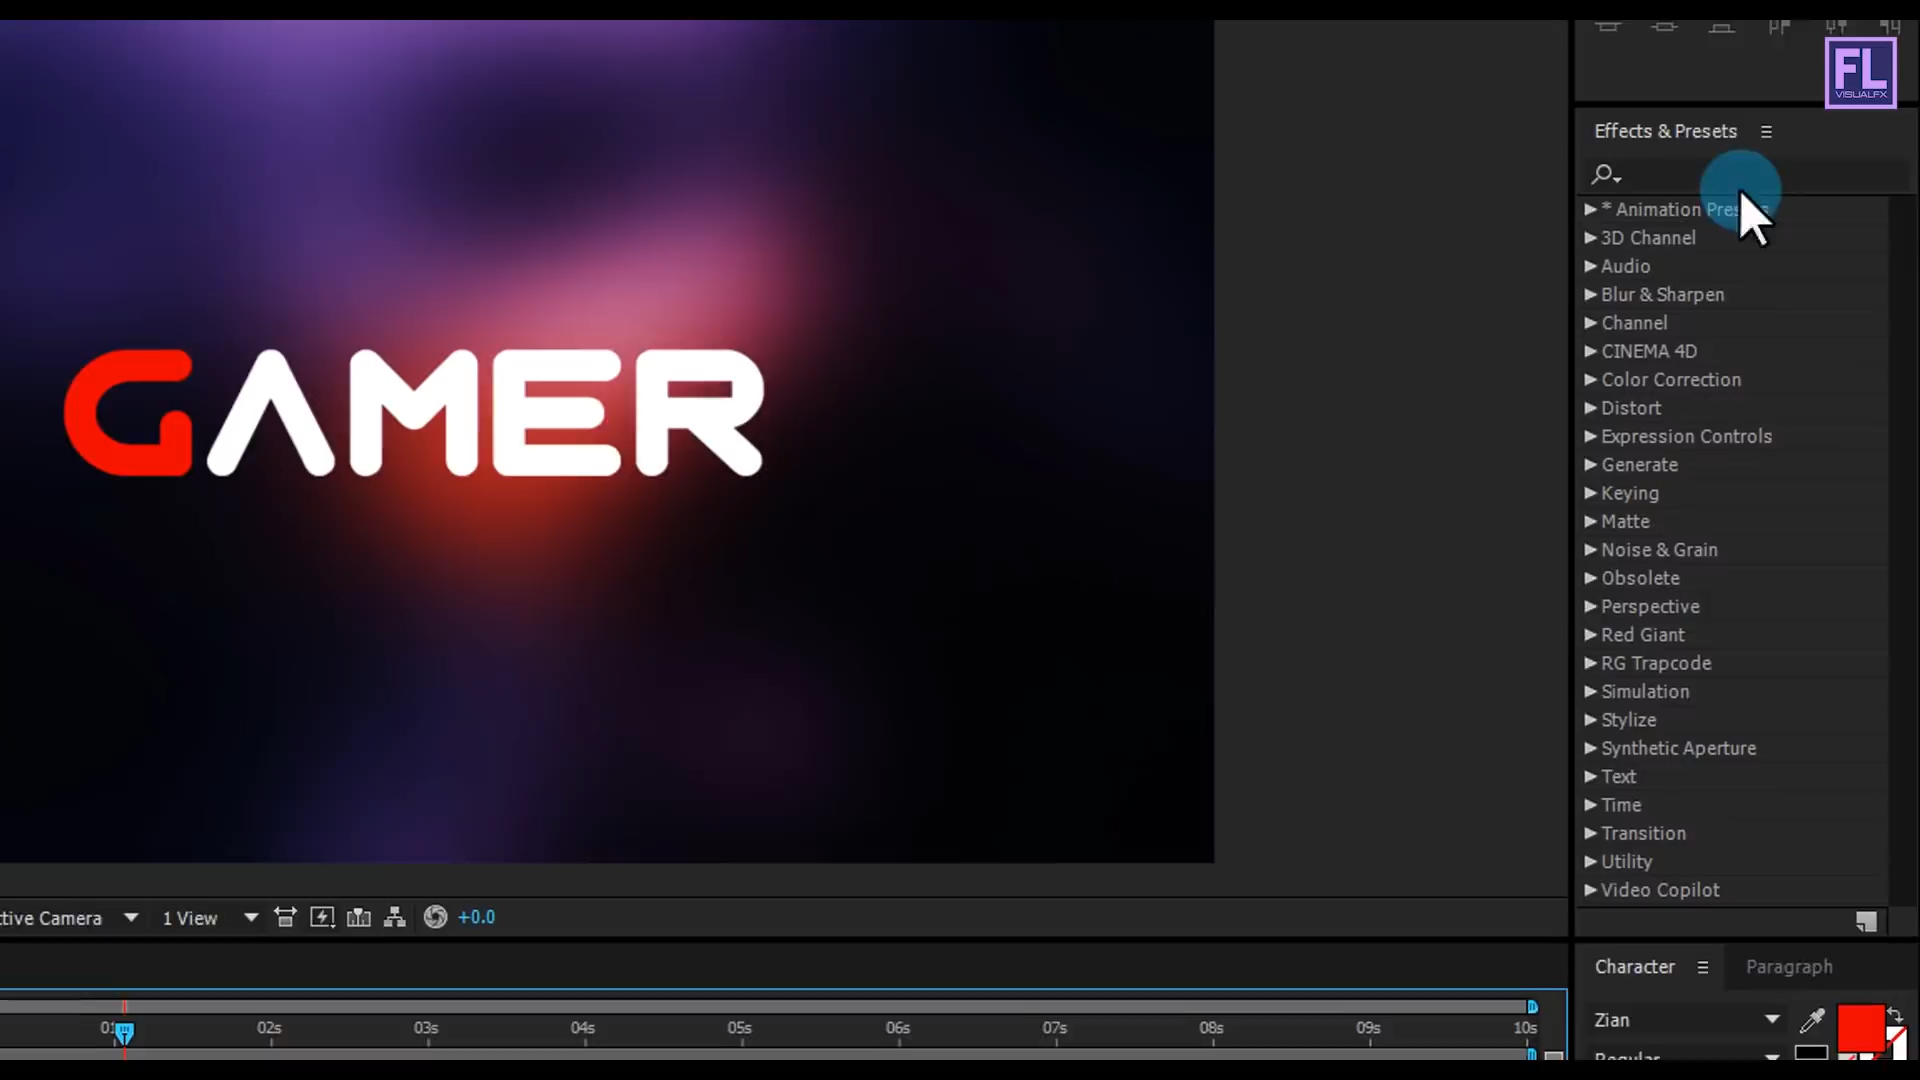 FL
VISUALFX
Effects & Presets
* Animation Presets
3D Channel
Audio
Blur & Sharpen
Channel
CINEMA 4D
Color Correction
Distort
Expression Controls
Generate
Keying
Matte
Noise & Grain
Obsolete
Perspective
Red Giant
RG Trapcode
Simulation
Stylize
Synthetic Aperture
Text
Time
Transition
Utility
Video Copilot
GAMER
tive Camera 1 View +0.0
Character Paragraph
01 02s 03s 04s 05s 06s 07s 08s 09s 10s
Zian
Regular